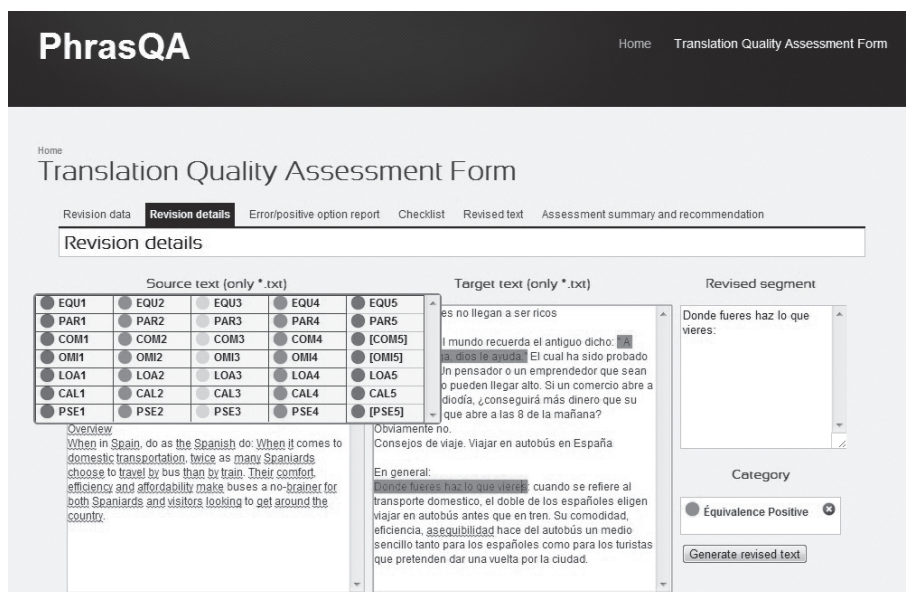 PhrasQA
Home Translation Quality Assessment Form
Home
Translation Quality Assessment Form
Revision data Revision details Error/positive option report Checklist Revised text Assessment summary and recommendation
Revision details
Source text (only *.txt)
EQU1 EQU2 EQU3 EQU4 EQU5
PAR1 PAR2 PAR3 PAR4 PAR5
COM1 COM2 COM3 COM4 [COM5]
OMI1 OMI2 OMI3 OMI4 [OMI5]
LOA1 LOA2 LOA3 LOA4 LOA5
CAL1 CAL2 CAL3 CAL4 CAL5
PSE1 PSE2 PSE3 PSE4 [PSE5]
Overview
When in Spain, do as the Spanish do: When it comes to
domestic transportation, twice as many Spaniards
choose to travel by bus than by train. Their comfort,
efficiency and affordability make buses a no-brainer for
both Spaniards and visitors looking to get around the
country.
Target text (only *.txt)
es no llegan a ser ricos
l mundo recuerda el antiguo dicho: " A
ga, dios le ayuda." El cual ha sido probado
Un pensador o un emprendedor que sean
o pueden llegar alto. Si un comercio abre a
diodía, ¿conseguirá más dinero que su
que abre a las 8 de la mañana?
Obviamente no.
Consejos de viaje. Viajar en autobús en España
En general:
Donde fueres haz lo que vieres: cuando se refiere al
transporte domestico, el doble de los españoles eligen
viajar en autobús antes que en tren. Su comodidad,
eficiencia, asequibilidad hace del autobús un medio
sencillo tanto para los españoles como para los turistas
que pretenden dar una vuelta por la ciudad.
Revised segment
Donde fueres haz lo que
vieres:
Category
Équivalence Positive
Generate revised text